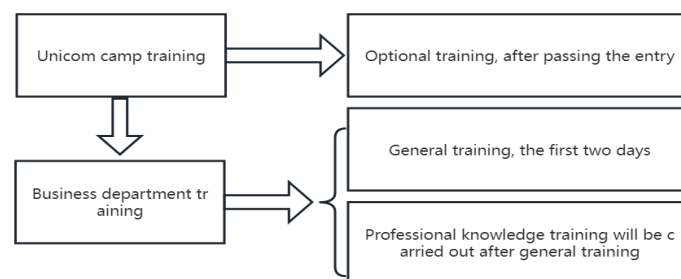 Unicom camp training
Optional training, after passing the entry
General training, the first two days
Business department tr
aining
Professional knowledge training will be c
arried out after general training